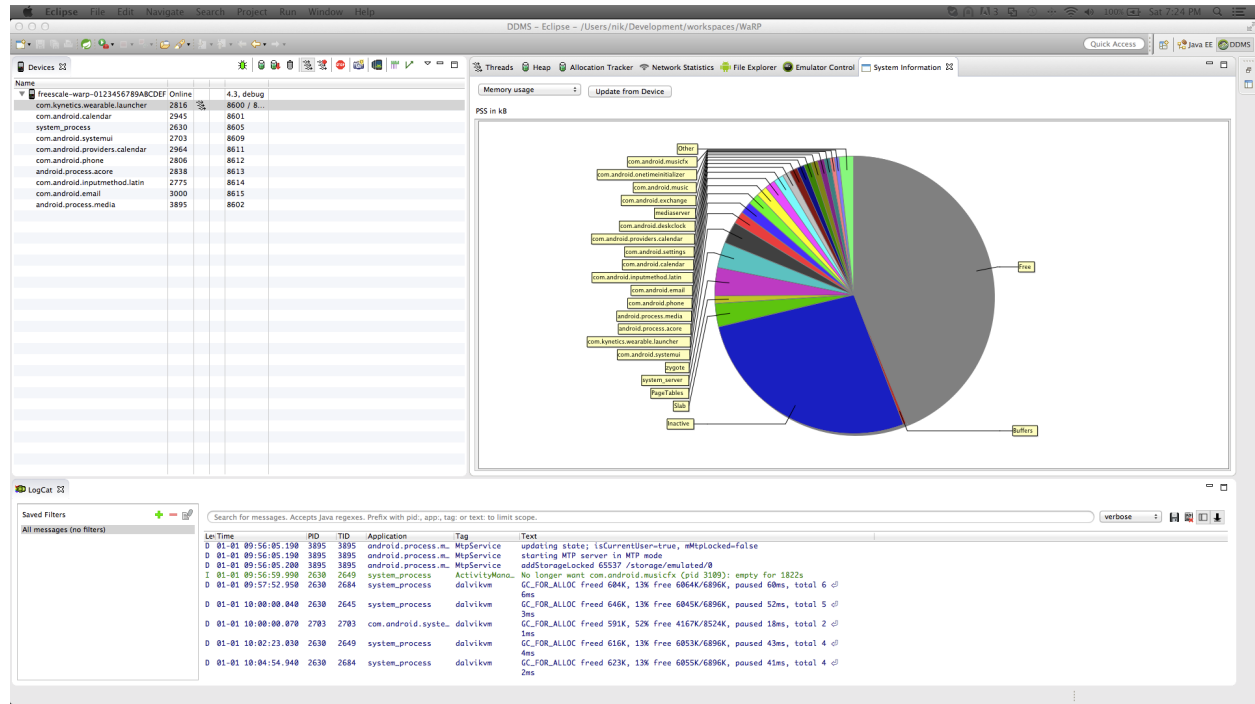 Eclipse File Edit Navigate Search Project Run Window Help
3 100% Sat 7:24 PM
DDMS – Eclipse – /Users/nik/Development/workspaces/WaRP
Quick Access Java EE DDMS
Devices
Name
freescale-warp-0123456789ABCDEF Online 4.3, debug
com.kynetics.wearable.launcher 2816 8600 / 8...
com.android.calendar 2945 8601
system_process 2630 8605
com.android.systemui 2703 8609
com.android.providers.calendar 2964 8611
com.android.phone 2806 8612
android.process.acore 2838 8613
com.android.inputmethod.latin 2775 8614
com.android.email 3000 8615
android.process.media 3895 8602
Threads Heap Allocation Tracker Network Statistics File Explorer Emulator Control System Information
Memory usage Update from Device
PSS in kB
Other
com.android.musicfx
com.android.onetimeinitializer
com.android.music
com.android.exchange
mediaserver
com.android.deskclock
com.android.providers.calendar
com.android.settings
com.android.calendar
com.android.inputmethod.latin
com.android.email
com.android.phone
android.process.media
android.process.acore
com.kynetics.wearable.launcher
com.android.systemui
zygote
system_server
PageTables
Slab
Inactive
Free
Buffers
LogCat
Saved Filters
All messages (no filters)
Search for messages. Accepts Java regexes. Prefix with pid:, app:, tag: or text: to limit scope.
verbose
Le Time PID TID Application Tag Text
D 01-01 09:56:05.190 3895 3895 android.process.m… MtpService updating state; isCurrentUser=true, mMtpLocked=false
D 01-01 09:56:05.190 3895 3895 android.process.m… MtpService starting MTP server in MTP mode
D 01-01 09:56:05.200 3895 3895 android.process.m… MtpService addStorageLocked 65537 /storage/emulated/0
I 01-01 09:56:59.990 2630 2649 system_process ActivityMana… No longer want com.android.musicfx (pid 3109): empty for 1822s
D 01-01 09:57:52.950 2630 2684 system_process dalvikvm GC_FOR_ALLOC freed 604K, 13% free 6064K/6896K, paused 60ms, total 6
6ms
D 01-01 10:00:00.040 2630 2645 system_process dalvikvm GC_FOR_ALLOC freed 646K, 13% free 6045K/6896K, paused 52ms, total 5
3ms
D 01-01 10:00:00.070 2703 2703 com.android.syste… dalvikvm GC_FOR_ALLOC freed 591K, 52% free 4167K/8524K, paused 18ms, total 2
1ms
D 01-01 10:02:23.030 2630 2649 system_process dalvikvm GC_FOR_ALLOC freed 616K, 13% free 6053K/6896K, paused 43ms, total 4
4ms
D 01-01 10:04:54.940 2630 2684 system_process dalvikvm GC_FOR_ALLOC freed 623K, 13% free 6055K/6896K, paused 41ms, total 4
2ms